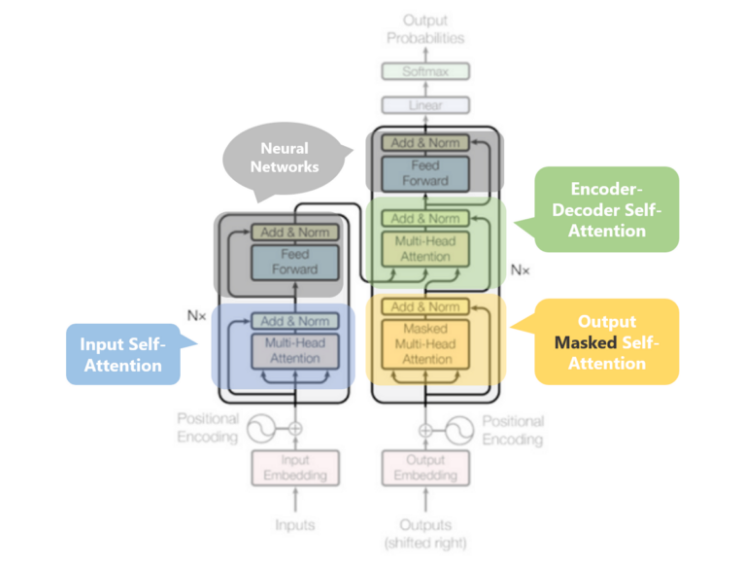 Output
Probabilities
Softmax
Linear
Add & Norm
Feed
Forward
Neural
Networks
Add & Norm
Multi-Head
Attention
Encoder-
Decoder Self-
Attention
Add & Norm
Feed
Forward
Nx
Add & Norm
Masked
Multi-Head
Attention
Output
Masked Self-
Attention
Nx
Add & Norm
Multi-Head
Attention
Input Self-
Attention
Positional
Encoding
Positional
Encoding
Input
Embedding
Output
Embedding
Inputs
Outputs
(shifted right)